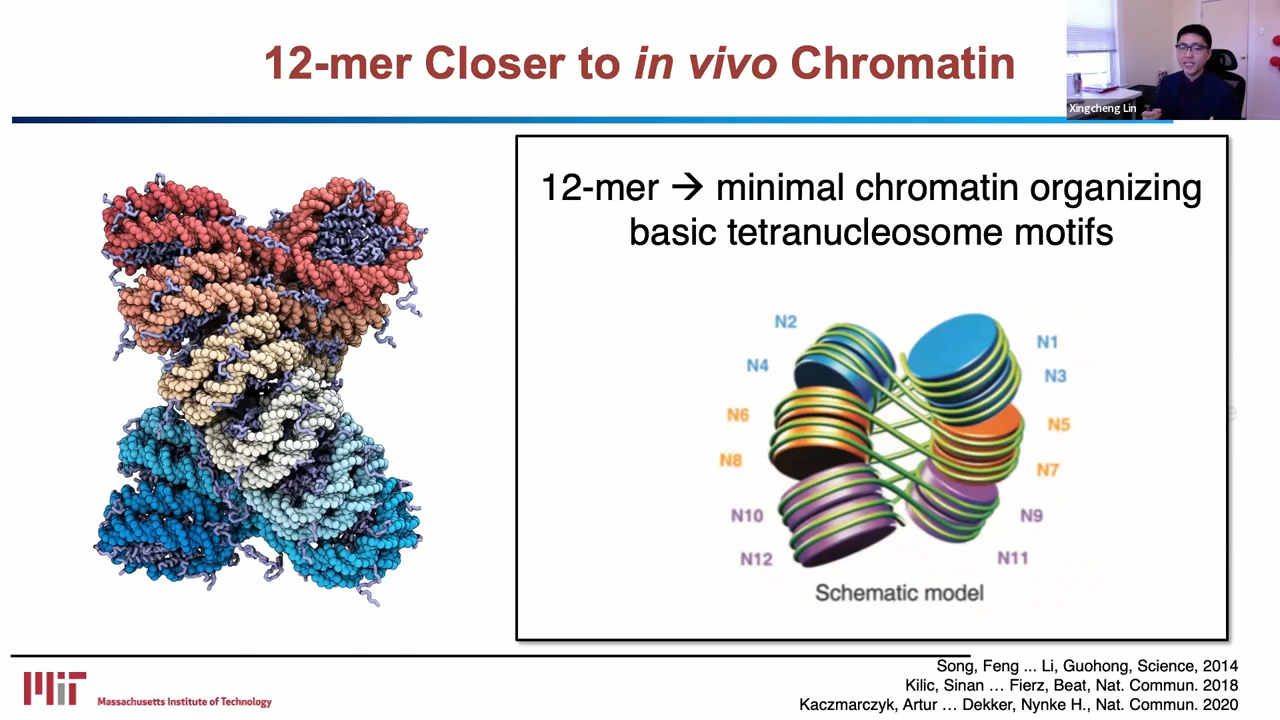 12-mer Closer to in vivo Chromatin
Xingcheng Lin
12-mer → minimal chromatin organizing
basic tetranucleosome motifs
N2
N1
N4
N3
N6
N5
N8
N7
N10
N9
N12
N11
Schematic model
Song, Feng ... Li, Guohong, Science, 2014
Kilic, Sinan … Fierz, Beat, Nat. Commun. 2018
Kaczmarczyk, Artur … Dekker, Nynke H., Nat. Commun. 2020
MIT
Massachusetts Institute of Technology